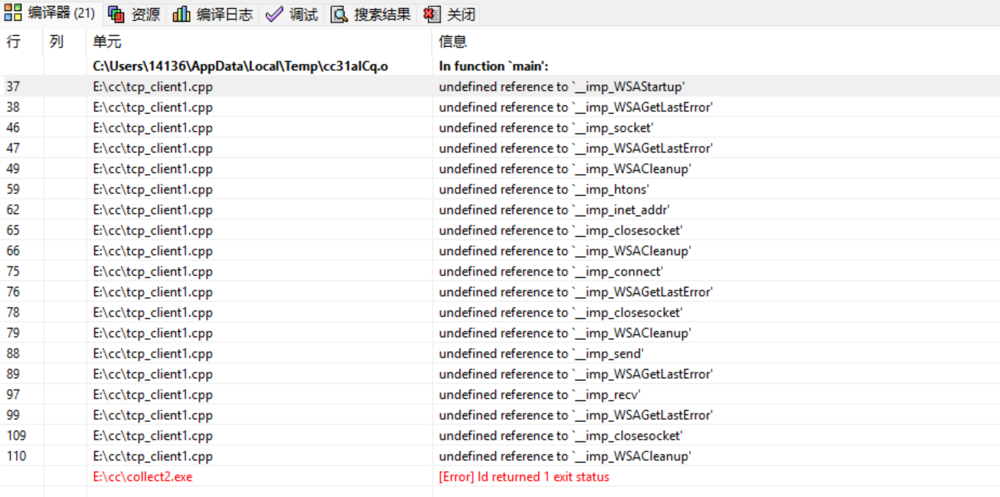 编译器 (21) 资源 编译日志 调试 搜索结果 关闭
行 列 单元 信息
C:\Users\14136\AppData\Local\Temp\cc31alCq.o In function `main':
37 E:\cc\tcp_client1.cpp undefined reference to `__imp_WSAStartup'
38 E:\cc\tcp_client1.cpp undefined reference to `__imp_WSAGetLastError'
46 E:\cc\tcp_client1.cpp undefined reference to `__imp_socket'
47 E:\cc\tcp_client1.cpp undefined reference to `__imp_WSAGetLastError'
49 E:\cc\tcp_client1.cpp undefined reference to `__imp_WSACleanup'
59 E:\cc\tcp_client1.cpp undefined reference to `__imp_htons'
62 E:\cc\tcp_client1.cpp undefined reference to `__imp_inet_addr'
65 E:\cc\tcp_client1.cpp undefined reference to `__imp_closesocket'
66 E:\cc\tcp_client1.cpp undefined reference to `__imp_WSACleanup'
75 E:\cc\tcp_client1.cpp undefined reference to `__imp_connect'
76 E:\cc\tcp_client1.cpp undefined reference to `__imp_WSAGetLastError'
78 E:\cc\tcp_client1.cpp undefined reference to `__imp_closesocket'
79 E:\cc\tcp_client1.cpp undefined reference to `__imp_WSACleanup'
88 E:\cc\tcp_client1.cpp undefined reference to `__imp_send'
89 E:\cc\tcp_client1.cpp undefined reference to `__imp_WSAGetLastError'
97 E:\cc\tcp_client1.cpp undefined reference to `__imp_recv'
99 E:\cc\tcp_client1.cpp undefined reference to `__imp_WSAGetLastError'
109 E:\cc\tcp_client1.cpp undefined reference to `__imp_closesocket'
110 E:\cc\tcp_client1.cpp undefined reference to `__imp_WSACleanup'
E:\cc\collect2.exe [Error] ld returned 1 exit status